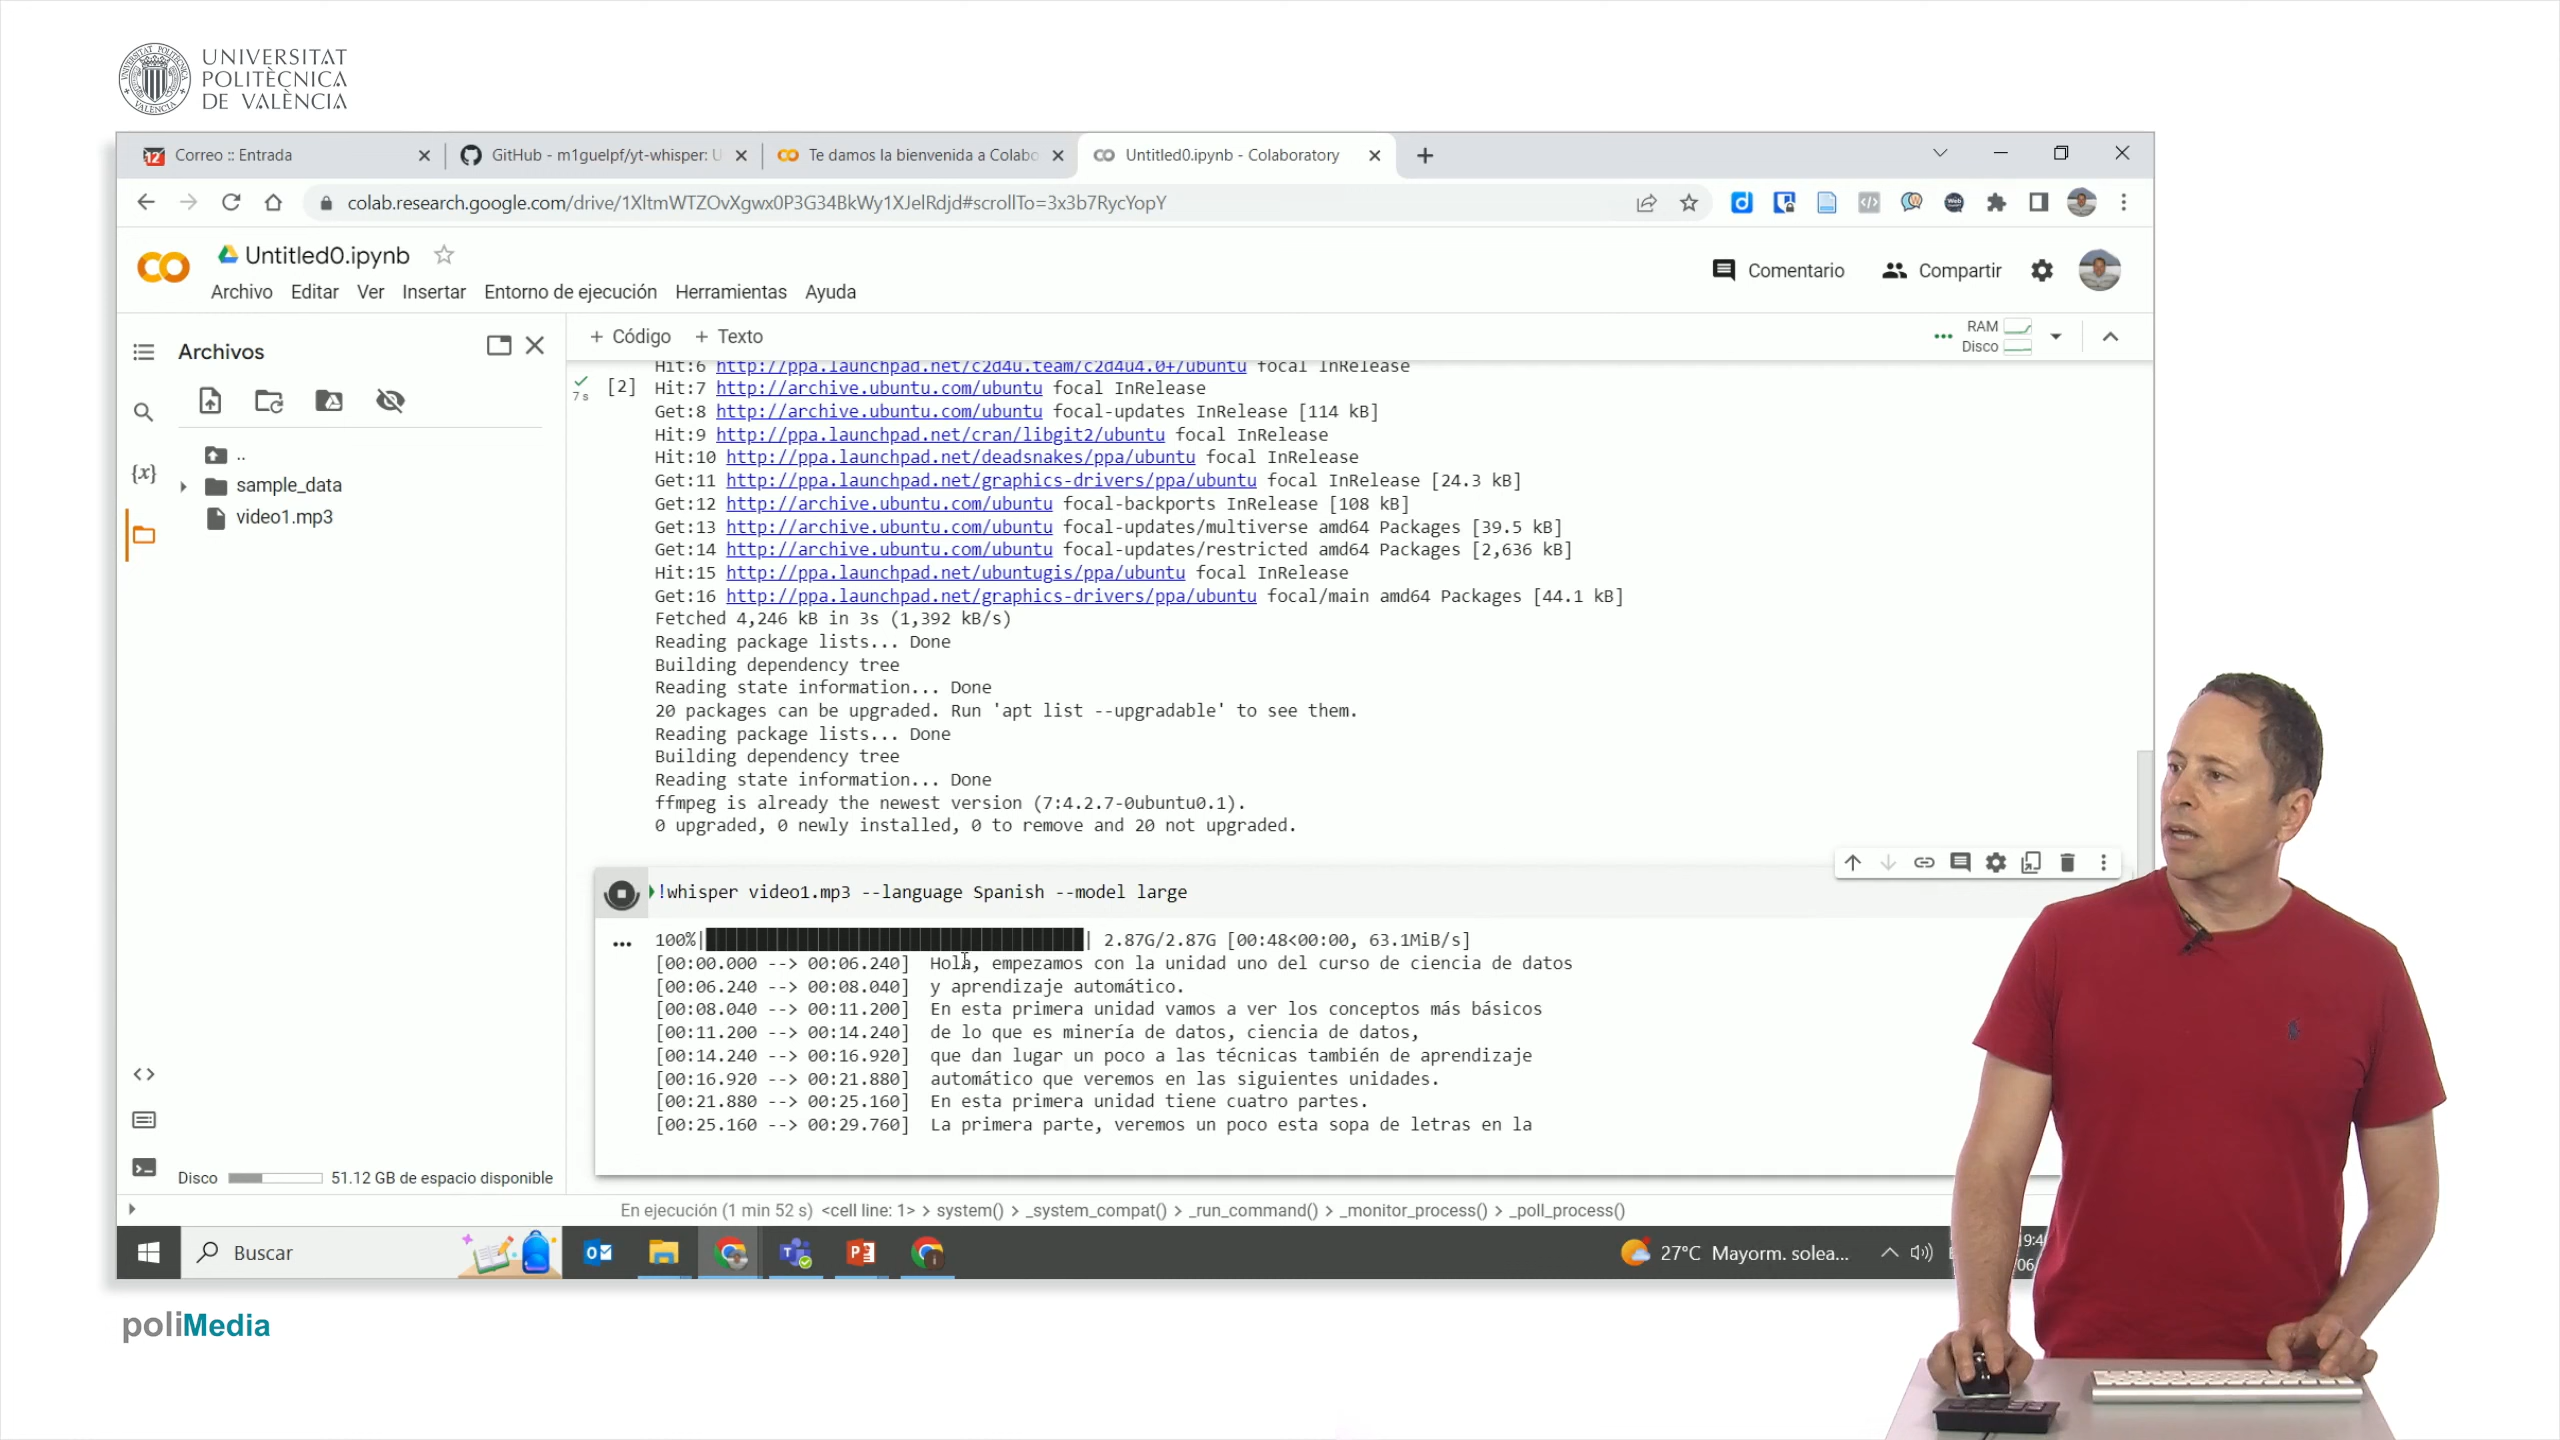 UNIVERSITAT
POLITÈCNICA
DE VALÈNCIA
Correo :: Entrada
GitHub - m1guelpf/yt-whisper: U
Te damos la bienvenida a Colabo
Untitled0.ipynb - Colaboratory
colab.research.google.com/drive/1XltmWTZOvXgwx0P3G34BkWy1XJelRdjd#scrollTo=3x3b7RycYopY
Untitled0.ipynb
Comentario
Compartir
Archivo Editar Ver Insertar Entorno de ejecución Herramientas Ayuda
Archivos
+ Código + Texto
RAM
Disco
..
sample_data
video1.mp3
{x}
7 s
[2]
Hit:6 http://ppa.launchpad.net/c2d4u.team/c2d4u4.0+/ubuntu focal InRelease
Hit:7 http://archive.ubuntu.com/ubuntu focal InRelease
Get:8 http://archive.ubuntu.com/ubuntu focal-updates InRelease [114 kB]
Hit:9 http://ppa.launchpad.net/cran/libgit2/ubuntu focal InRelease
Hit:10 http://ppa.launchpad.net/deadsnakes/ppa/ubuntu focal InRelease
Get:11 http://ppa.launchpad.net/graphics-drivers/ppa/ubuntu focal InRelease [24.3 kB]
Get:12 http://archive.ubuntu.com/ubuntu focal-backports InRelease [108 kB]
Get:13 http://archive.ubuntu.com/ubuntu focal-updates/multiverse amd64 Packages [39.5 kB]
Get:14 http://archive.ubuntu.com/ubuntu focal-updates/restricted amd64 Packages [2,636 kB]
Hit:15 http://ppa.launchpad.net/ubuntugis/ppa/ubuntu focal InRelease
Get:16 http://ppa.launchpad.net/graphics-drivers/ppa/ubuntu focal/main amd64 Packages [44.1 kB]
Fetched 4,246 kB in 3s (1,392 kB/s)
Reading package lists... Done
Building dependency tree
Reading state information... Done
20 packages can be upgraded. Run 'apt list --upgradable' to see them.
Reading package lists... Done
Building dependency tree
Reading state information... Done
ffmpeg is already the newest version (7:4.2.7-0ubuntu0.1).
0 upgraded, 0 newly installed, 0 to remove and 20 not upgraded.
!whisper video1.mp3 --language Spanish --model large
100%| | 2.87G/2.87G [00:48<00:00, 63.1MiB/s]
[00:00.000 --> 00:06.240] Hola, empezamos con la unidad uno del curso de ciencia de datos
[00:06.240 --> 00:08.040] y aprendizaje automático.
[00:08.040 --> 00:11.200] En esta primera unidad vamos a ver los conceptos más básicos
[00:11.200 --> 00:14.240] de lo que es minería de datos, ciencia de datos,
[00:14.240 --> 00:16.920] que dan lugar un poco a las técnicas también de aprendizaje
[00:16.920 --> 00:21.880] automático que veremos en las siguientes unidades.
[00:21.880 --> 00:25.160] En esta primera unidad tiene cuatro partes.
[00:25.160 --> 00:29.760] La primera parte, veremos un poco esta sopa de letras en la
Disco 51.12 GB de espacio disponible
En ejecución (1 min 52 s) <cell line: 1> > system() > _system_compat() > _run_command() > _monitor_process() > _poll_process()
Buscar
27°C Mayorm. solea...
poliMedia